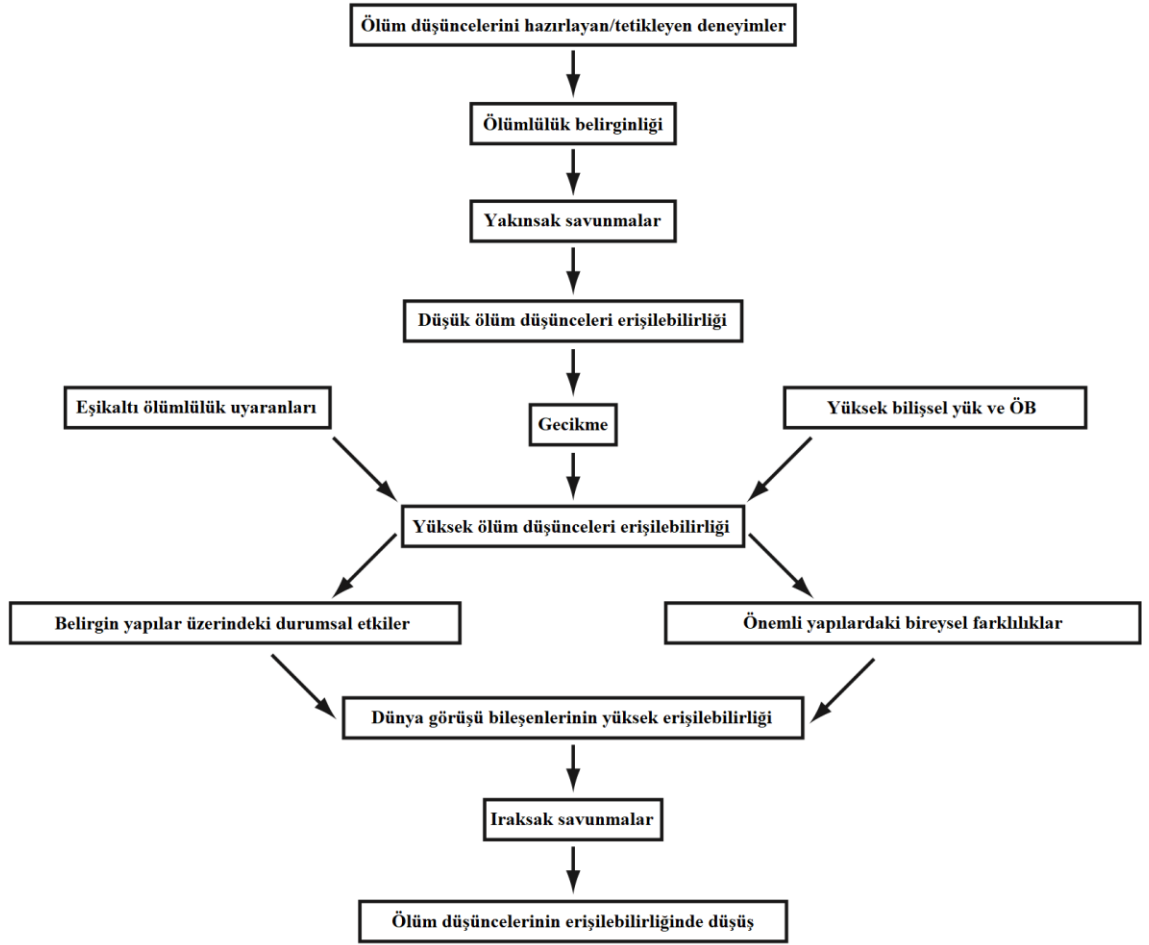 Ölüm düşüncelerini hazırlayan/tetikleyen deneyimler
Ölümlülük belirginliği
Yakınsak savunmalar
Düşük ölüm düşünceleri erişilebilirliği
Eşikaltı ölümlülük uyaranları
Gecikme
Yüksek bilişsel yük ve ÖB
Yüksek ölüm düşünceleri erişilebilirliği
Belirgin yapılar üzerindeki durumsal etkiler
Önemli yapılardaki bireysel farklılıklar
Dünya görüşü bileşenlerinin yüksek erişilebilirliği
Iraksak savunmalar
Ölüm düşüncelerinin erişilebilirliğinde düşüş